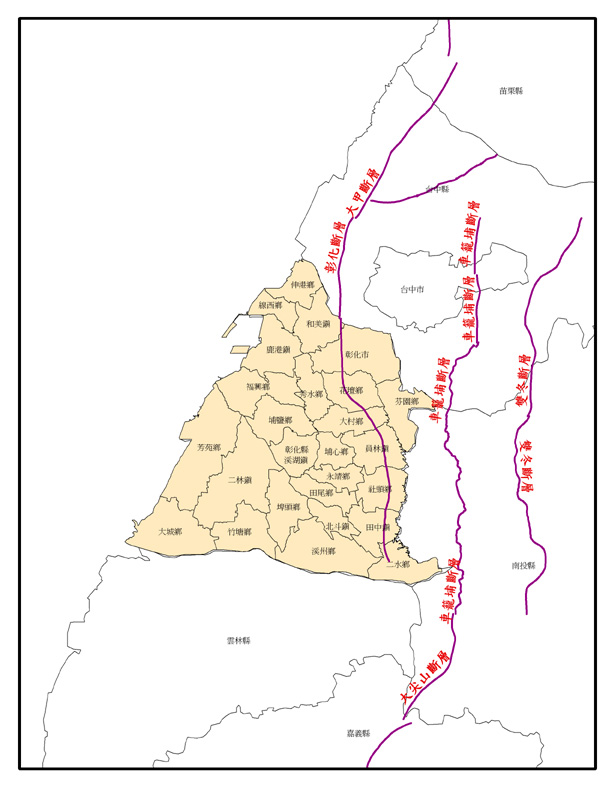 苗栗縣
台中縣
大甲斷層
車籠埔斷層
彰化斷層
台中市
伸港鄉
線西鄉
和美鎮
車籠埔斷層
鹿港鎮
彰化市
車籠埔斷層
雙冬斷層
福興鄉
秀水鄉
花壇鄉
芬園鄉
埔鹽鄉
大村鄉
芳苑鄉
彰化縣
溪湖鎮
埔心鄉
員林鎮
雙冬斷層
二林鎮
永靖鄉
田尾鄉
社頭鄉
埤頭鄉
大城鄉
竹塘鄉
北斗鎮
田中鎮
溪州鄉
二水鄉
車籠埔斷層
南投縣
雲林縣
大尖山斷層
嘉義縣